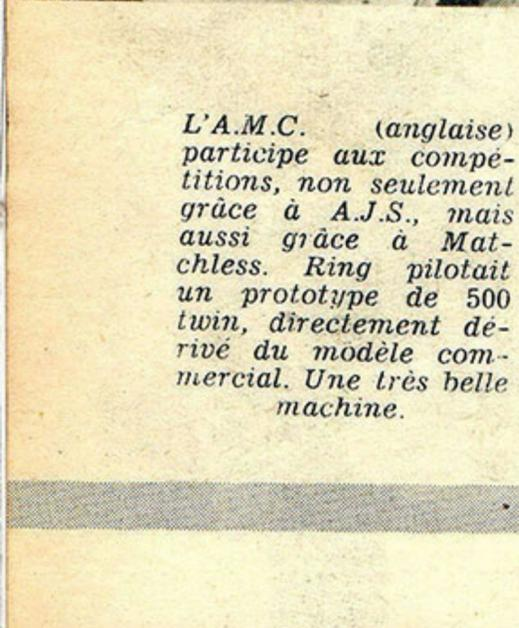 L'A.M.C. (anglaise)
participe aux compé-
titions, non seulement
grâce à A.J.S., mais
aussi grâce à Mat-
chless. Ring pilotait
un prototype de 500
twin, directement dé-
rivé du modèle com-
mercial. Une très belle
machine.